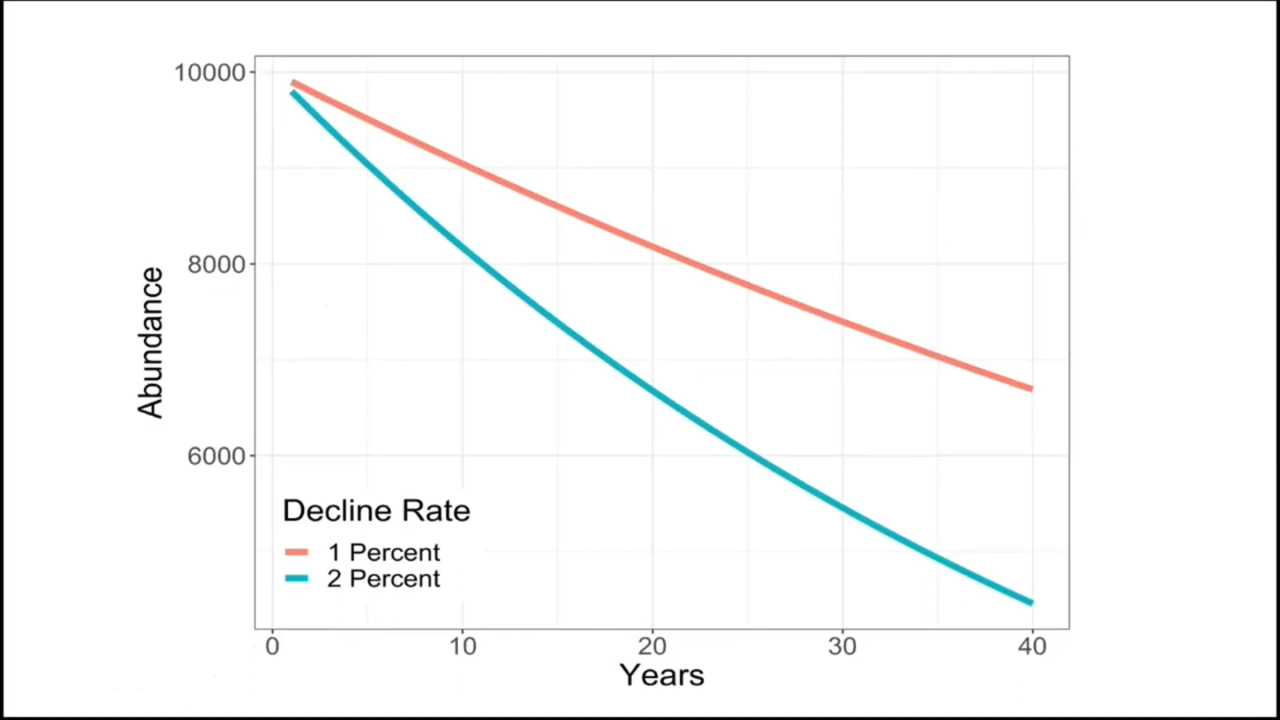 10000
8000
6000
Abundance
Decline Rate
1 Percent
2 Percent
0 10 20 30 40
Years